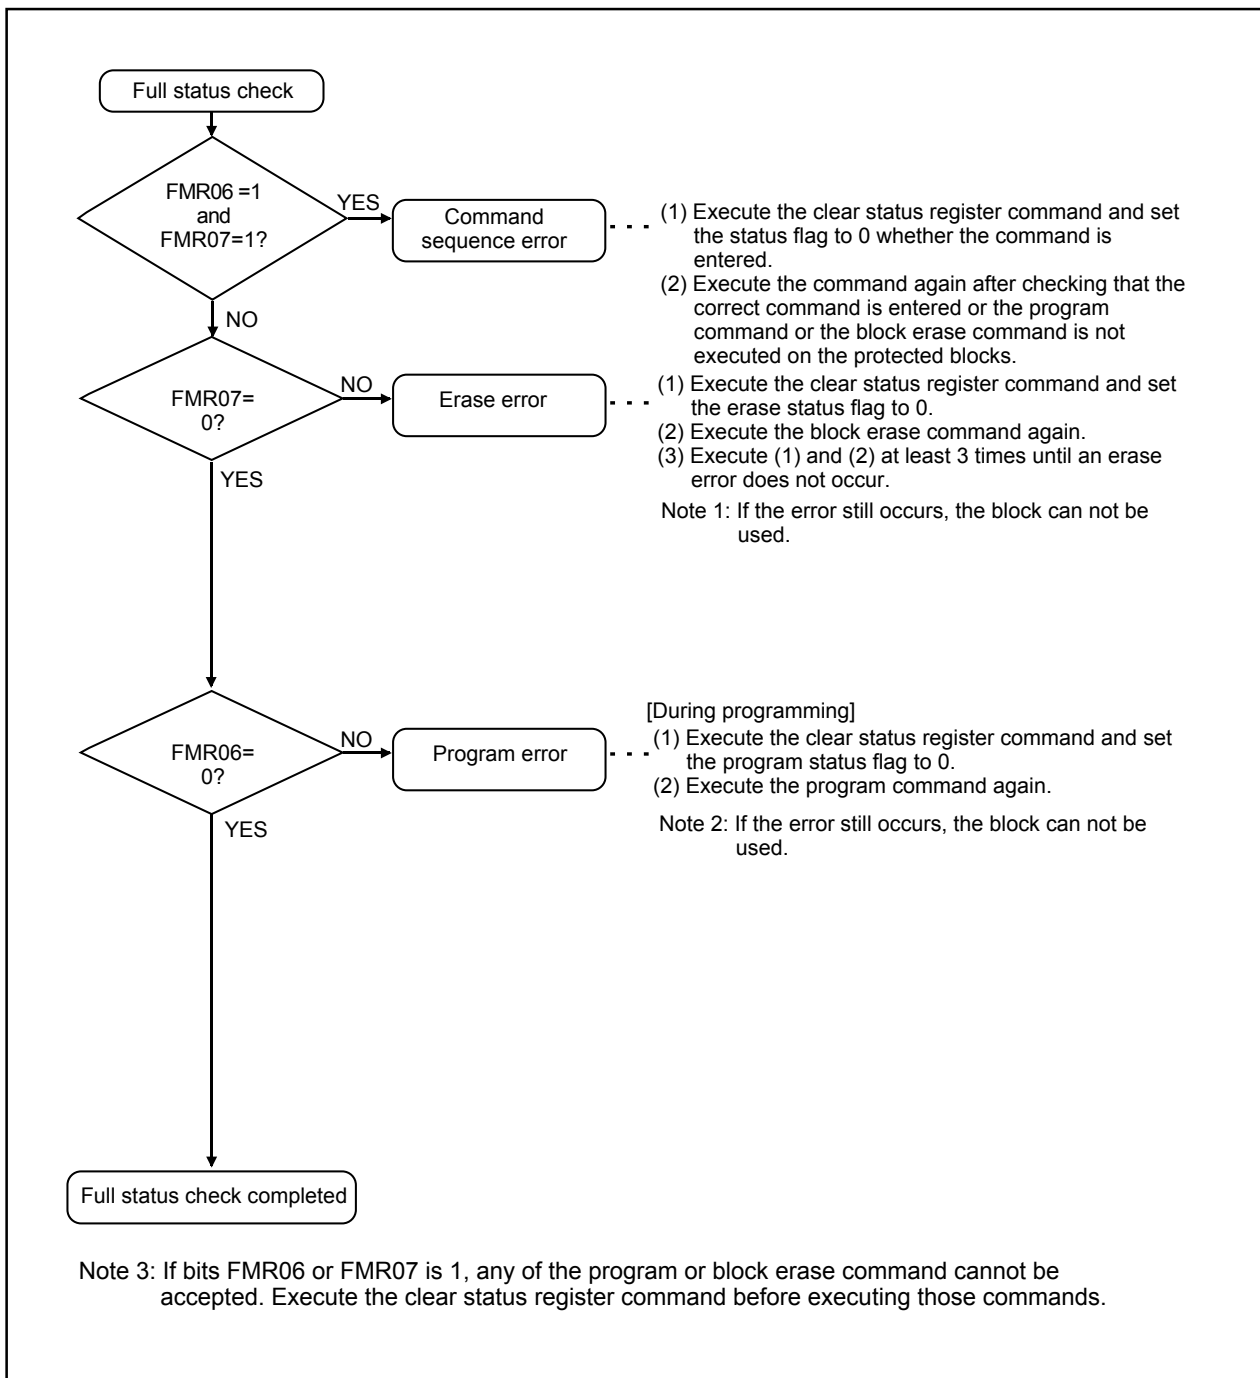 Full status check
FMR06 =1
and
FMR07=1?
YES
Command
sequence error
(1) Execute the clear status register command and set
the status flag to 0 whether the command is
entered.
(2) Execute the command again after checking that the
correct command is entered or the program
command or the block erase command is not
executed on the protected blocks.
NO
FMR07=
0?
NO
Erase error
(1) Execute the clear status register command and set
the erase status flag to 0.
(2) Execute the block erase command again.
(3) Execute (1) and (2) at least 3 times until an erase
error does not occur.
Note 1: If the error still occurs, the block can not be
used.
YES
FMR06=
0?
NO
Program error
[During programming]
(1) Execute the clear status register command and set
the program status flag to 0.
(2) Execute the program command again.
Note 2: If the error still occurs, the block can not be
used.
YES
Full status check completed
Note 3: If bits FMR06 or FMR07 is 1, any of the program or block erase command cannot be
accepted. Execute the clear status register command before executing those commands.